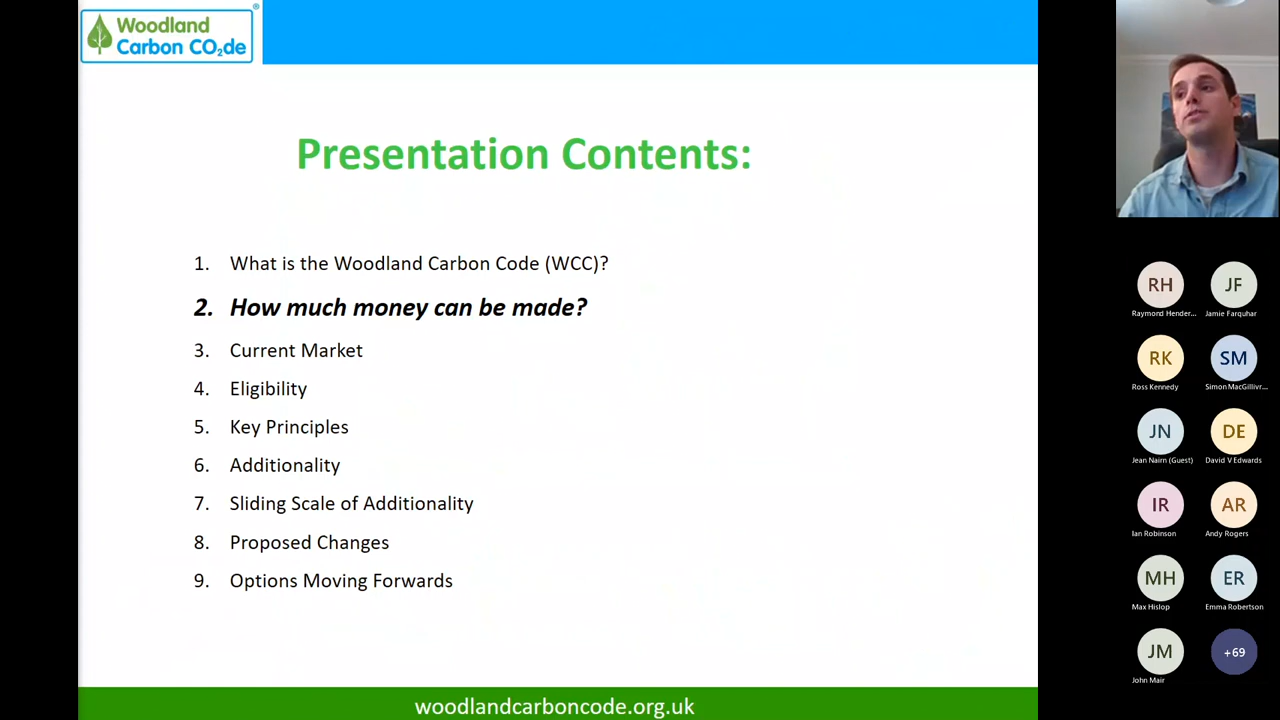 Woodland
Carbon CO₂de
®
Presentation Contents:
1. What is the Woodland Carbon Code (WCC)?
2. How much money can be made?
3. Current Market
4. Eligibility
5. Key Principles
6. Additionality
7. Sliding Scale of Additionality
8. Proposed Changes
9. Options Moving Forwards
woodlandcarboncode.org.uk
RH JF
Raymond Hender... Jamie Farquhar
RK SM
Ross Kennedy Simon MacGillivr...
JN DE
Jean Nairn (Guest) David V Edwards
IR AR
Ian Robinson Andy Rogers
MH ER
Max Hislop Emma Robertson
JM +69
John Mair